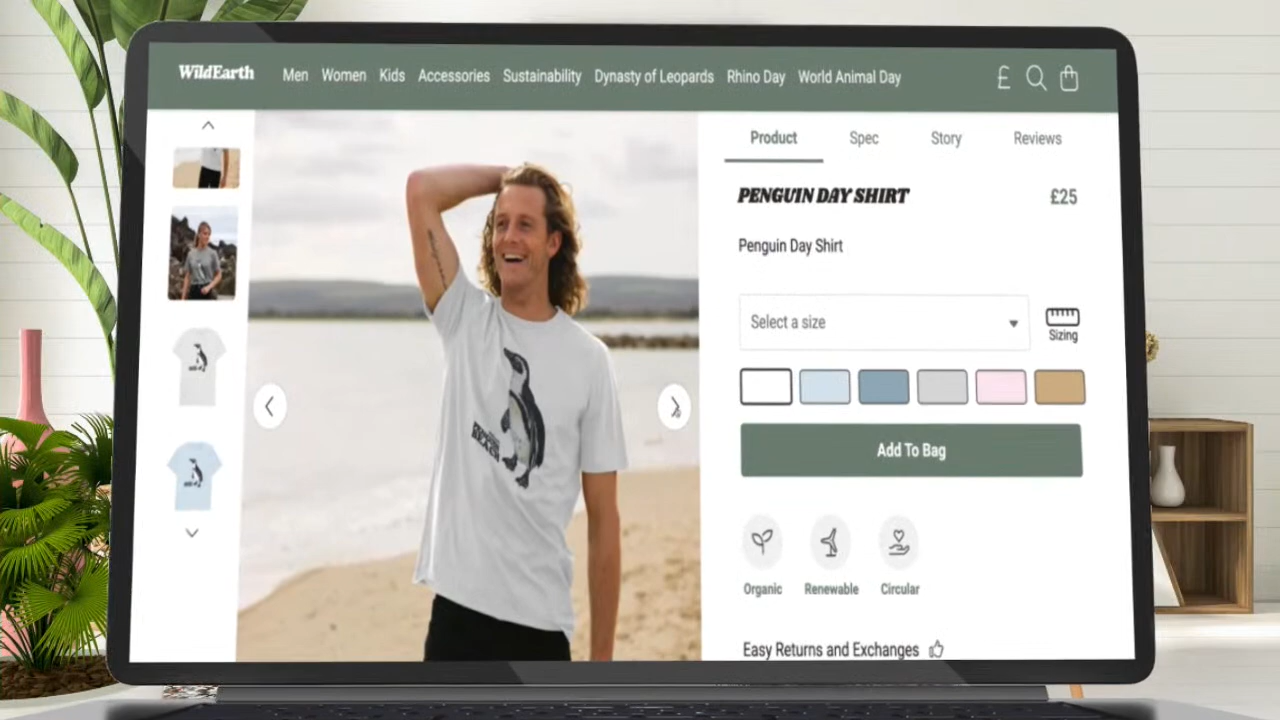 WildEarth Men Women Kids Accessories Sustainability Dynasty of Leopards Rhino Day World Animal Day £
Product Spec Story Reviews
PENGUIN DAY SHIRT £25
Penguin Day Shirt
Select a size
Sizing
Add To Bag
Organic Renewable Circular
Easy Returns and Exchanges